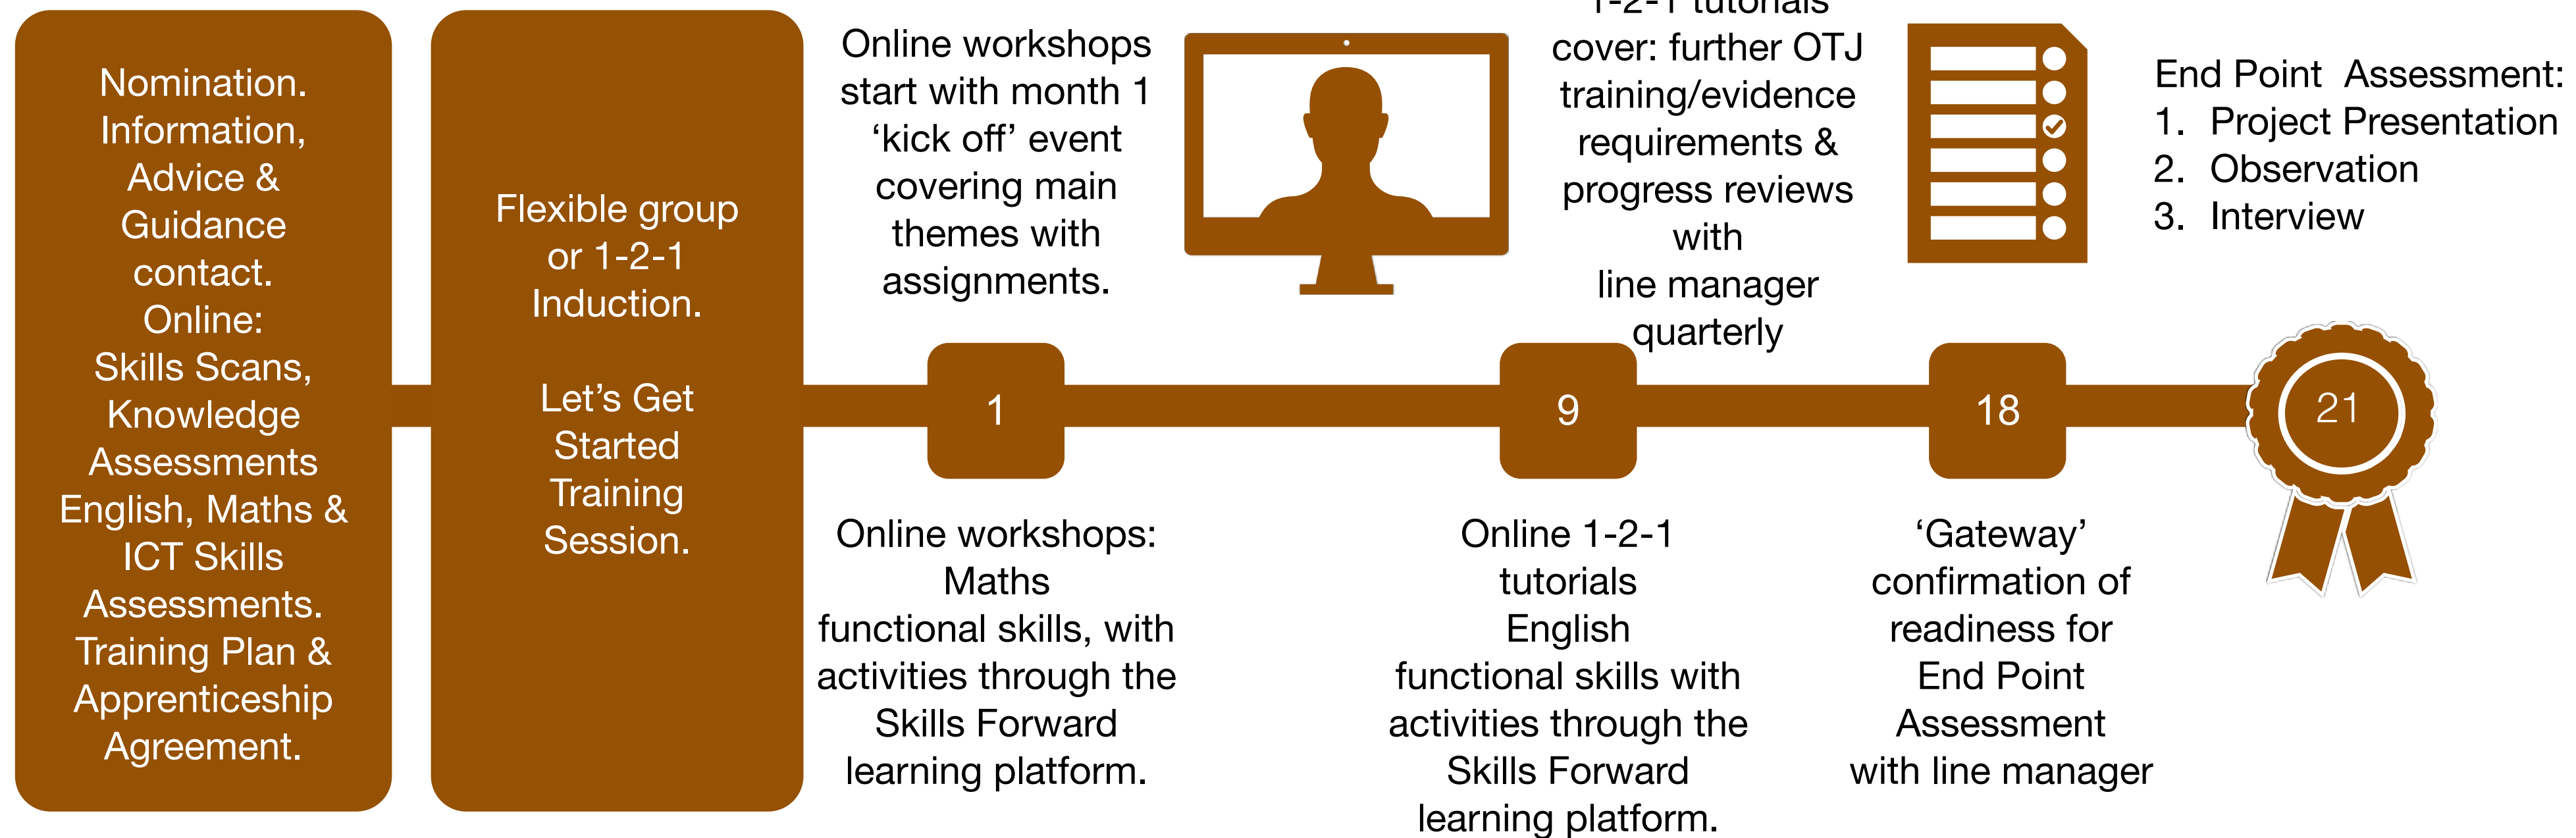 Nomination.
Information,
Advice &
Guidance
contact.
Online:
Skills Scans,
Knowledge
Assessments
English, Maths &
ICT Skills
Assessments.
Training Plan &
Apprenticeship
Agreement.
Flexible group
or 1-2-1
Induction.
Let’s Get
Started
Training
Session.
Online workshops
start with month 1
‘kick off’ event
covering main
themes with
assignments.
1
Online workshops:
Maths
functional skills, with
activities through the
Skills Forward
learning platform.
1-2-1 tutorials
cover: further OTJ
training/evidence
requirements &
progress reviews
with
line manager
quarterly
9
Online 1-2-1
tutorials
English
functional skills with
activities through the
Skills Forward
learning platform.
18
‘Gateway’
confirmation of
readiness for
End Point
Assessment
with line manager
End Point Assessment:
1. Project Presentation
2. Observation
3. Interview
21